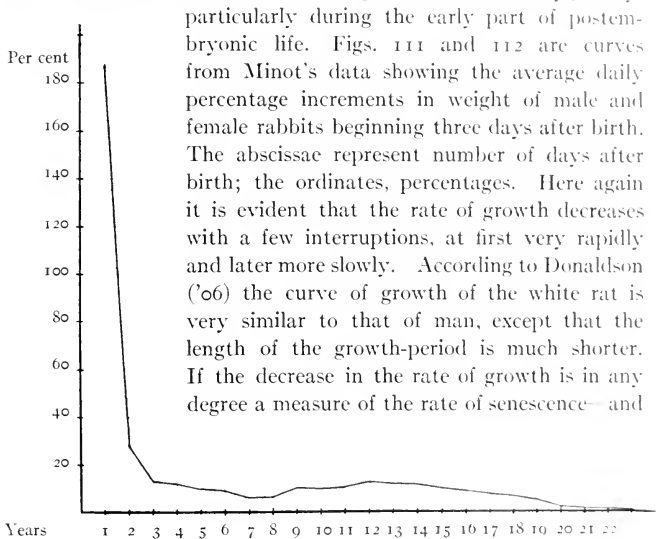 particularly during the early part of postem-
bryonic life. Figs. 111 and 112 are curves
from Minot's data showing the average daily
percentage increments in weight of male and
female rabbits beginning three days after birth.
The abscissae represent number of days after
birth; the ordinates, percentages. Here again
it is evident that the rate of growth decreases
with a few interruptions, at first very rapidly
and later more slowly. According to Donaldson
('06) the curve of growth of the white rat is
very similar to that of man, except that the
length of the growth-period is much shorter.
If the decrease in the rate of growth is in any
degree a measure of the rate of senescence—and
Per cent
180
160
140
120
100
80
60
40
20
Years 1 2 3 4 5 6 7 8 9 10 11 12 13 14 15 16 17 18 19 20 21 22